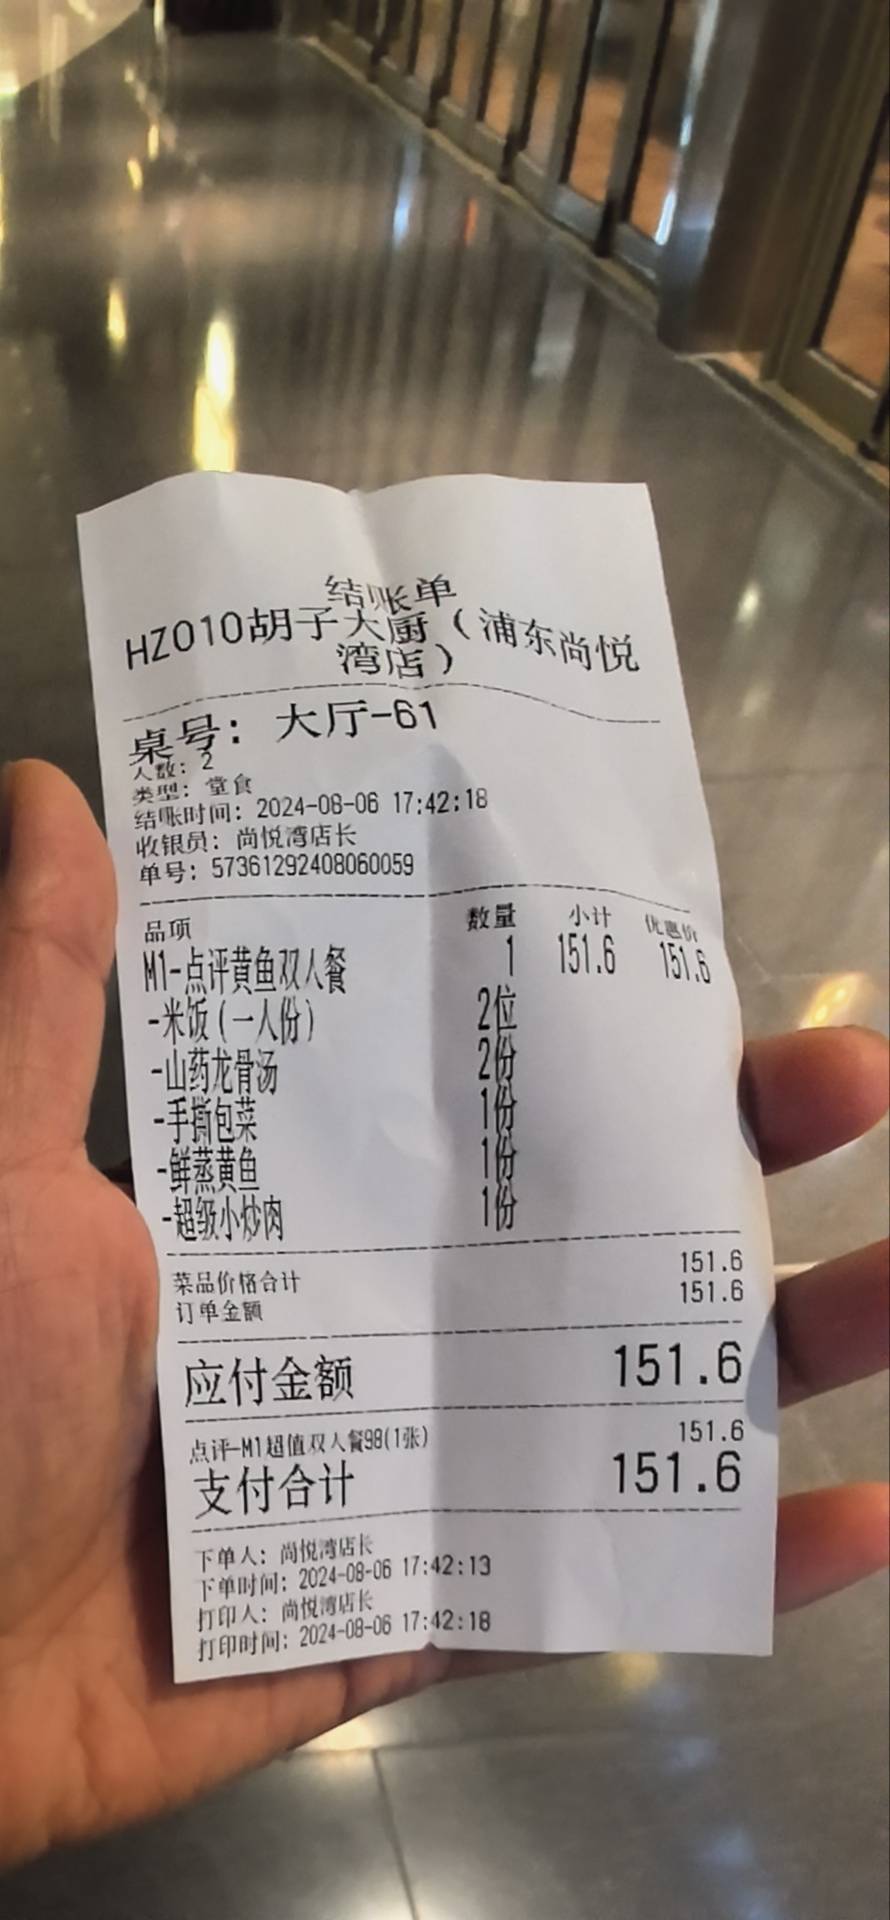 结账单
HZ010胡子大厨（浦东尚悦
湾店）
桌号：大厅-61
人数：2
类型：堂食
结账时间：2024-08-06 17:42:18
收银员：尚悦湾店长
单号：57361292408060059
品项 数量 小计 优惠价
M1-点评黄鱼双人餐 1 151.6 151.6
-米饭(一人份) 2位
-山药龙骨汤 2份
-手撕包菜 1份
-鲜蒸黄鱼 1份
-超级小炒肉 1份
菜品价格合计 151.6
订单金额 151.6
应付金额 151.6
点评-M1超值双人餐98(1张) 151.6
支付合计 151.6
下单人：尚悦湾店长
下单时间：2024-08-06 17:42:13
打印人：尚悦湾店长
打印时间：2024-08-06 17:42:18